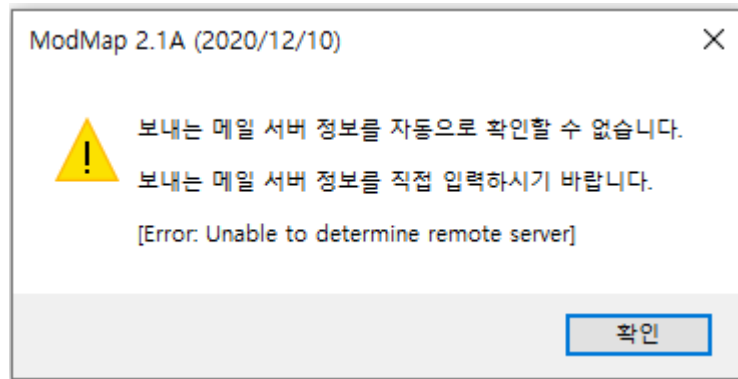 ModMap 2.1A (2020/12/10)
보내는 메일 서버 정보를 자동으로 확인할 수 없습니다.
보내는 메일 서버 정보를 직접 입력하시기 바랍니다.
[Error: Unable to determine remote server]
확인